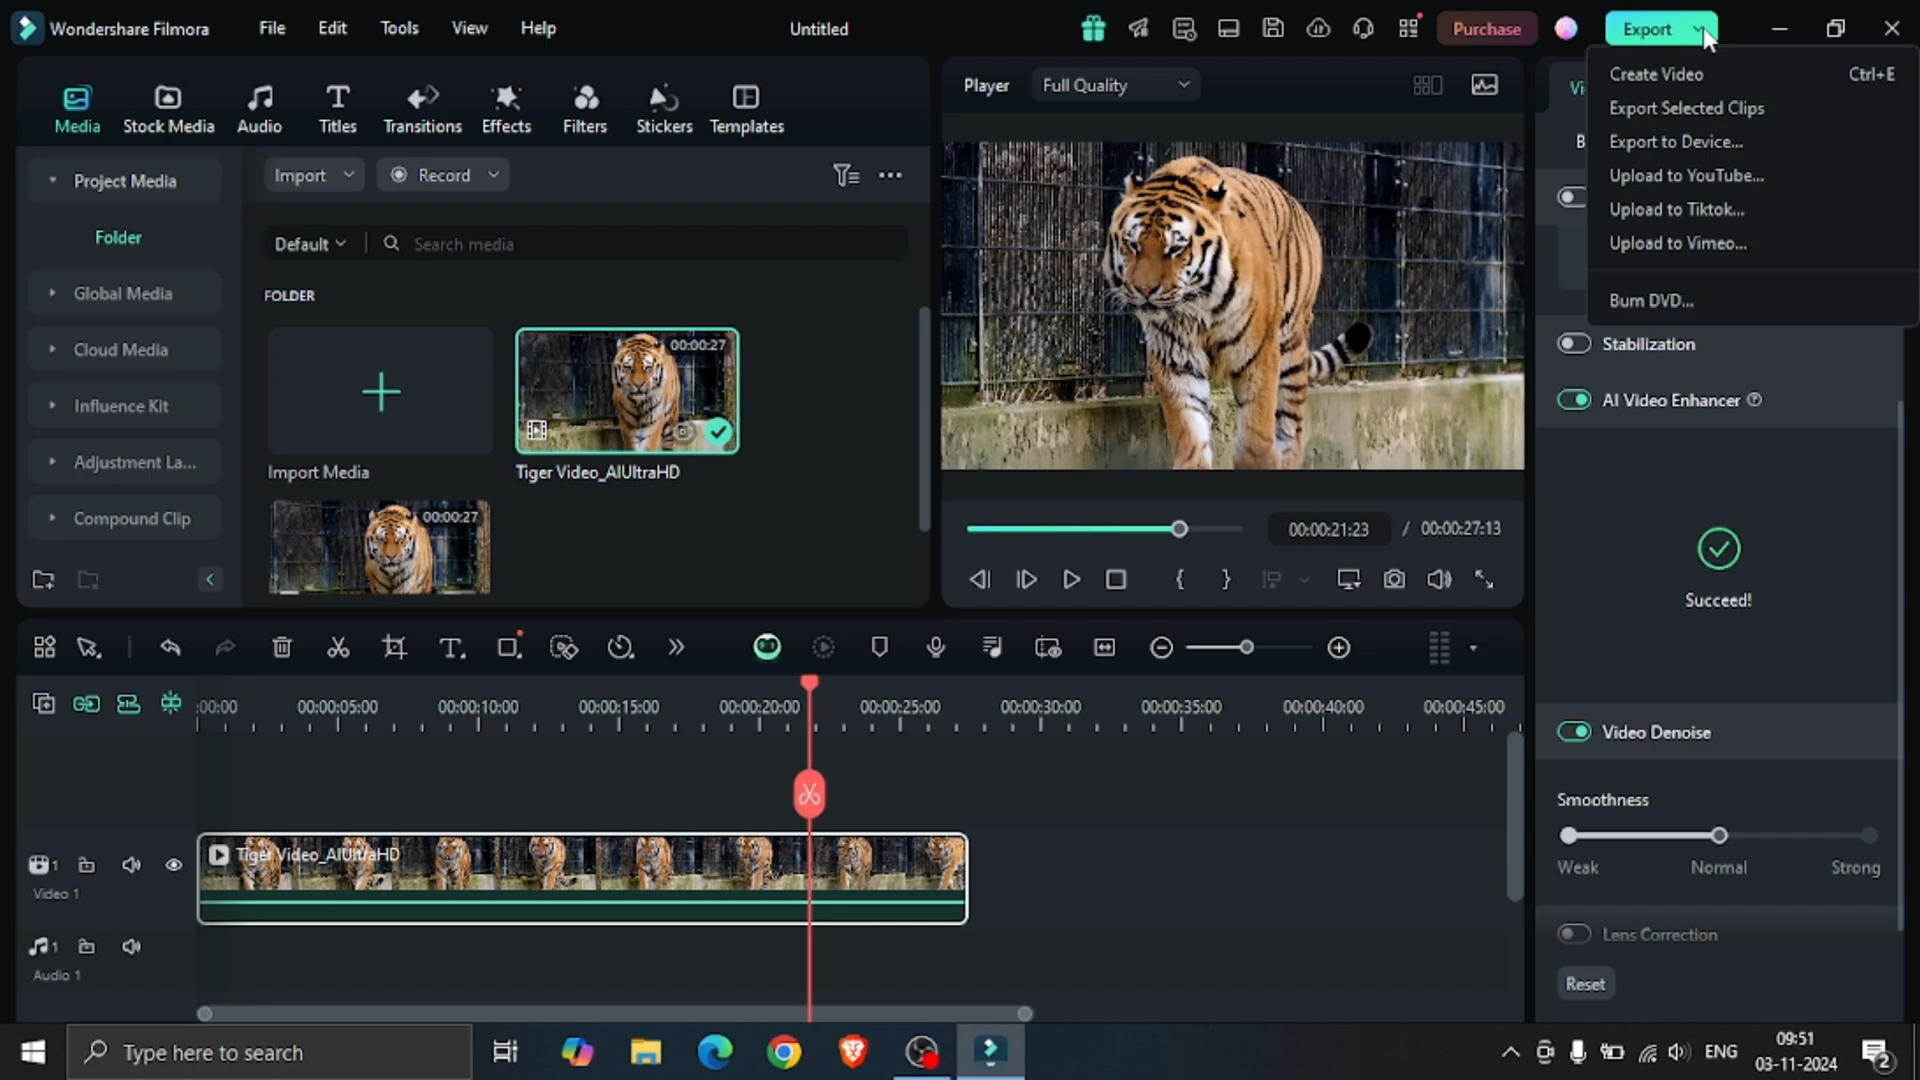 Wondershare Filmora
File
Edit
Tools
View
Help
Untitled
Purchase
Export
Create Video Ctrl+E
Export Selected Clips
Export to Device...
Upload to YouTube...
Upload to Tiktok...
Upload to Vimeo...
Burn DVD...
Media
Stock Media
Audio
Titles
Transitions
Effects
Filters
Stickers
Templates
Player
Full Quality
Vi
B
Project Media
Folder
Global Media
Cloud Media
Influence Kit
Adjustment La...
Compound Clip
Import
Record
Default
Search media
FOLDER
00:00:27
Import Media
Tiger Video_AIUltraHD
00:00:27
00:00:21:23 / 00:00:27:13
Stabilization
AI Video Enhancer
Succeed!
Video Denoise
Smoothness
Weak
Normal
Strong
Lens Correction
Reset
:00:00
00:00:05:00
00:00:10:00
00:00:15:00
00:00:20:00
00:00:25:00
00:00:30:00
00:00:35:00
00:00:40:00
00:00:45:00
Tiger Video_AIUltraHD
1
Video 1
1
Audio 1
Type here to search
ENG
09:51
03-11-2024
2